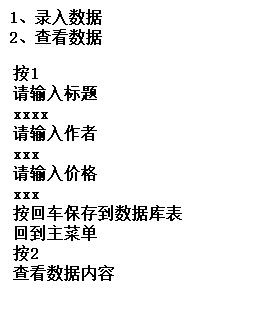 1、录入数据
2、查看数据
按1
请输入标题
xxxx
请输入作者
xxx
请输入价格
xxx
按回车保存到数据库表
回到主菜单
按2
查看数据内容